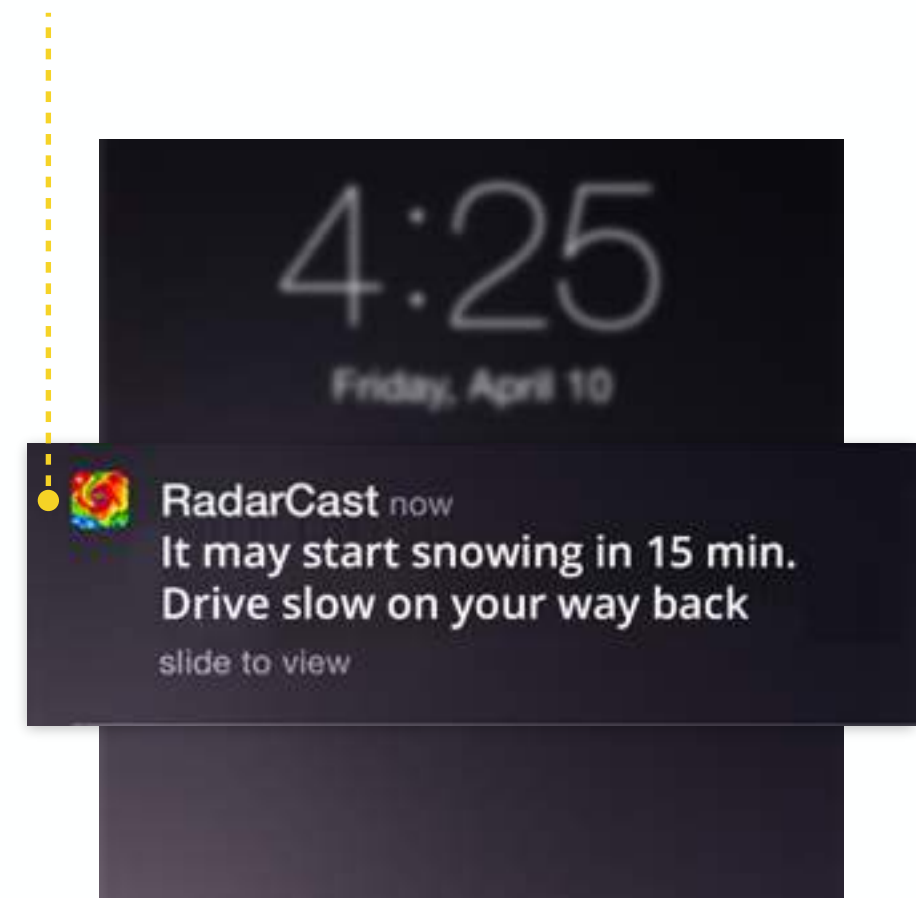 4:25
Friday, April 10
RadarCast now
It may start snowing in 15 min.
Drive slow on your way back
slide to view